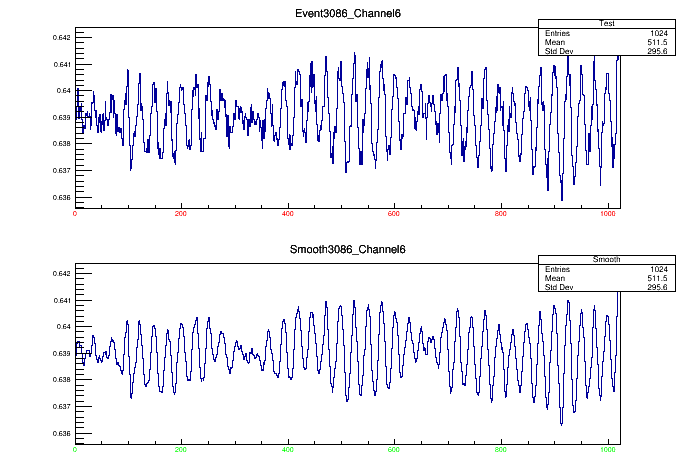 Event3086_Channel6
Test
Entries 1024
Mean 511.5
Std Dev 295.6
0.642
0.641
0.64
0.639
0.638
0.637
0.636
0 200 400 600 800 1000
Smooth3086_Channel6
Smooth
Entries 1024
Mean 511.5
Std Dev 295.6
0.642
0.641
0.64
0.639
0.638
0.637
0.636
0 200 400 600 800 1000